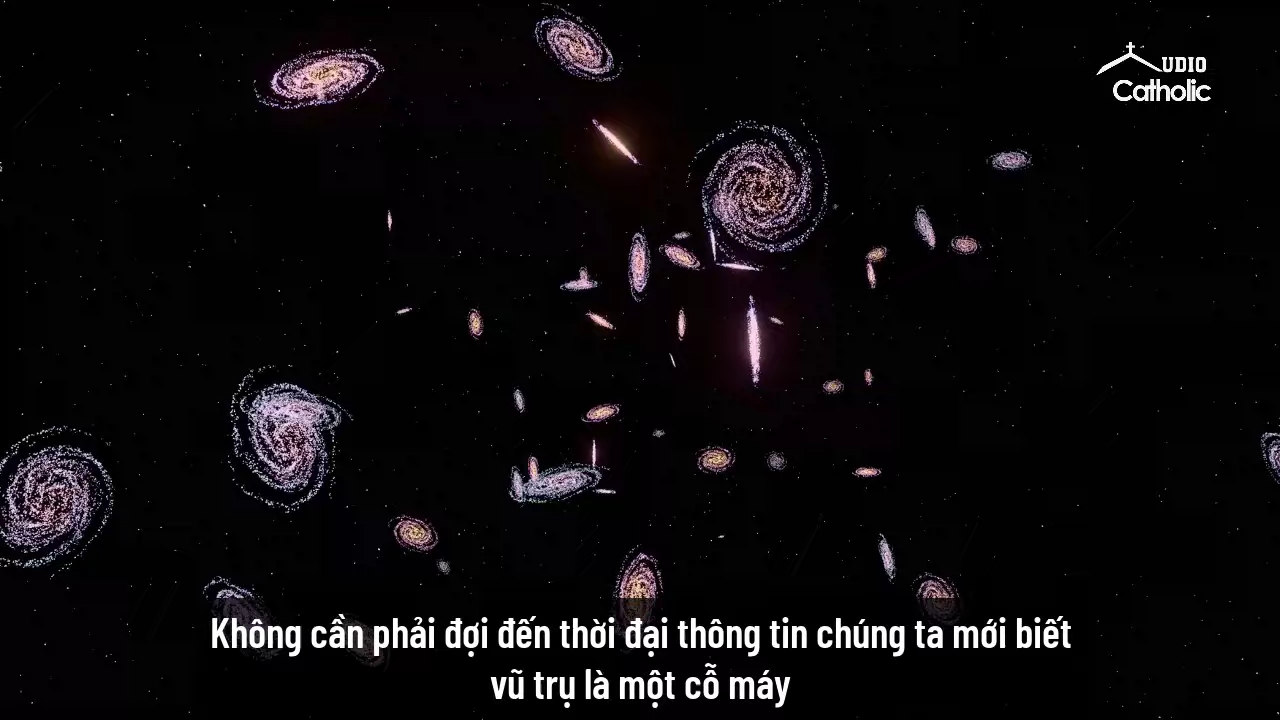 UDIO
Catholic
Không cần phải đợi đến thời đại thông tin chúng ta mới biết
vũ trụ là một cỗ máy